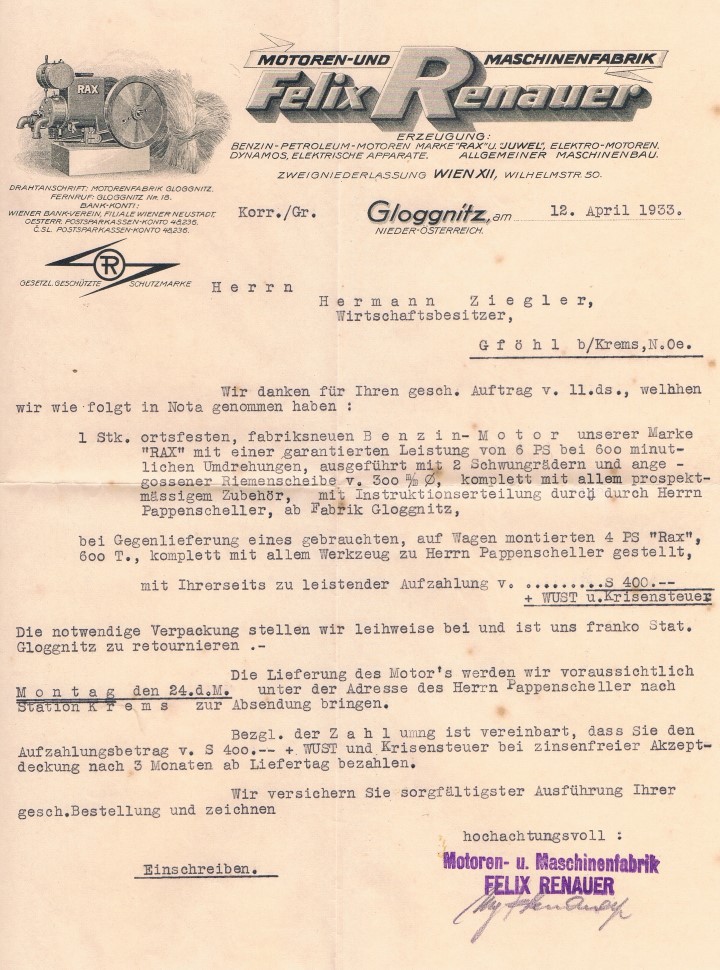 MOTOREN-UND MASCHINENFABRIK
Felix Renauer
RAX
ERZEUGUNG:
BENZIN-PETROLEUM-MOTOREN MARKE "RAX" U. "JUWEL", ELEKTRO-MOTOREN.
DYNAMOS, ELEKTRISCHE APPARATE. ALLGEMEINER MASCHINENBAU.
ZWEIGNIEDERLASSUNG WIEN XII, WILHELMSTR. 50.
DRAHTANSCHRIFT: MOTORENFABRIK GLOGGNITZ.
FERNRUF: GLOGGNITZ Nr. 18.
BANK-KONTI:
WIENER BANK-VEREIN, FILIALE WIENER NEUSTADT.
OESTERR. POSTSPARKASSEN-KONTO 48.236.
Č.SL. POSTSPARKASSEN-KONTO 48.236.
Korr./Gr.
Gloggnitz, am 12. April 1933.
NIEDER-ÖSTERREICH.
R
GESETZL. GESCHÜTZTE SCHUTZMARKE
H e r r n
H e r m a n n Z i e g l e r,
Wirtschaftsbesitzer,
G f ö h l b/Krems,N.Oe.
Wir danken für Ihren gesch. Auftrag v. 11.ds., welhhen
wir wie folgt in Nota genommen haben :
1 Stk. ortsfesten, fabriksneuen B e n z i n- M o t o r unserer Marke
"RAX" mit einer garantierten Leistung von 6 PS bei 600 minut-
lichen Umdrehungen, ausgeführt mit 2 Schwungrädern und ange -
gossener Riemenscheibe v. 300 m/m Ø, komplett mit allem prospekt-
mässigem Zubehör, mit Instruktionserteilung durch durch Herrn
Pappenscheller, ab Fabrik Gloggnitz,
bei Gegenlieferung eines gebrauchten, auf Wagen montierten 4 PS "Rax",
600 T., komplett mit allem Werkzeug zu Herrn Pappenscheller gestellt,
mit Ihrerseits zu leistender Aufzahlung v. .........S 400.--
+ WUST u.Krisensteuer
Die notwendige Verpackung stellen wir leihweise bei und ist uns franko Stat.
Gloggnitz zu retournieren .-
Die Lieferung des Motor's werden wir voraussichtlich
M o n t a g den 24.d.M. unter der Adresse des Herrn Pappenscheller nach
Station K r e m s zur Absendung bringen.
Bezgl. der Z a h l umng ist vereinbart, dass Sie den
Aufzahlungsbetrag v. S 400.-- + WUST und Krisensteuer bei zinsenfreier Akzept-
deckung nach 3 Monaten ab Liefertag bezahlen.
Wir versichern Sie sorgfältigster Ausführung Ihrer
gesch.Bestellung und zeichnen
hochachtungsvoll :
Motoren- u. Maschinenfabrik
FELIX RENAUER
Einschreiben.